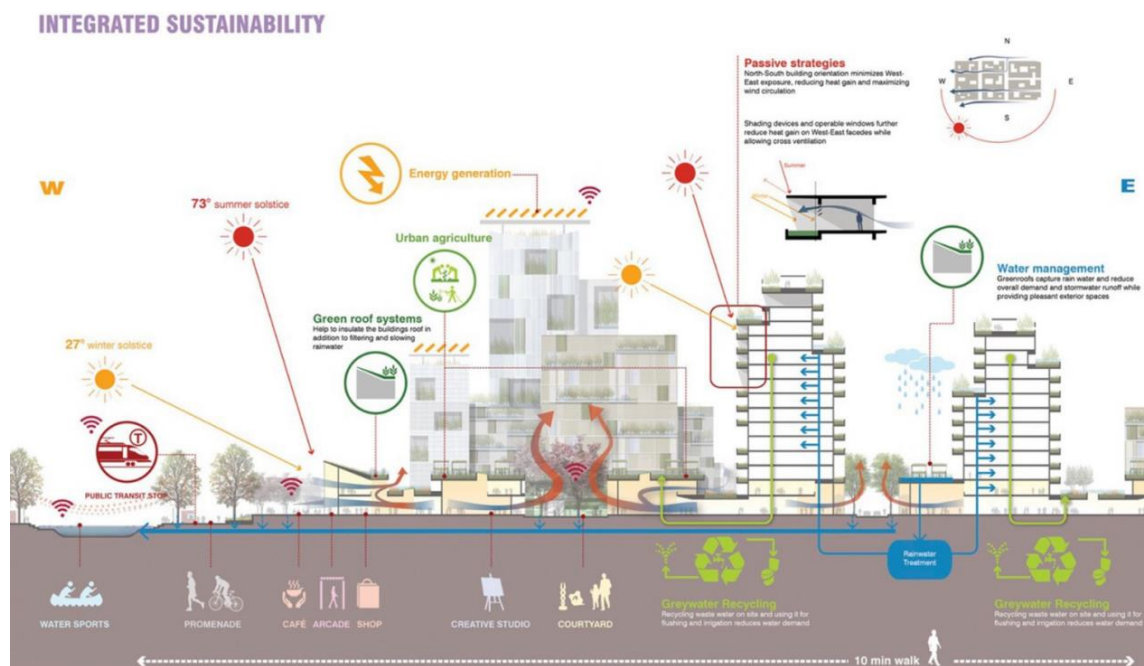 INTEGRATED SUSTAINABILITY
Passive strategies
North-South building orientation minimizes West-
East exposure, reducing heat gain and maximizing
wind circulation
Shading devices and operable windows further
reduce heat gain on West-East facedes while
allowing cross ventilation
N
W
E
S
Summer
W
E
73° summer solstice
Energy generation
Urban agriculture
Green roof systems
Help to insulate the buildings roof in
addition to filtering and slowing
rainwater
27° winter solstice
Water management
Greenroofs capture rain water and reduce
overall demand and stormwater runoff while
providing pleasant exterior spaces
T
PUBLIC TRANSIT STOP
Rainwater
Treatment
WATER SPORTS
PROMENADE
CAFÉ
ARCADE
SHOP
CREATIVE STUDIO
COURTYARD
Greywater Recycling
Recycling waste water on site and using it for
flushing and irrigation reduces water demand
Greywater Recycling
Recycling waste water on site and using it for
flushing and irrigation reduces water demand
10 min walk